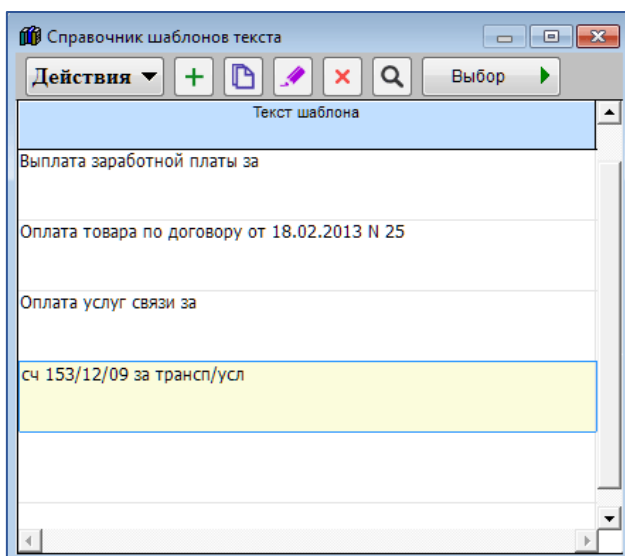 Справочник шаблонов текста
Действия Выбор
Текст шаблона
Выплата заработной платы за
Оплата товара по договору от 18.02.2013 N 25
Оплата услуг связи за
сч 153/12/09 за трансп/усл